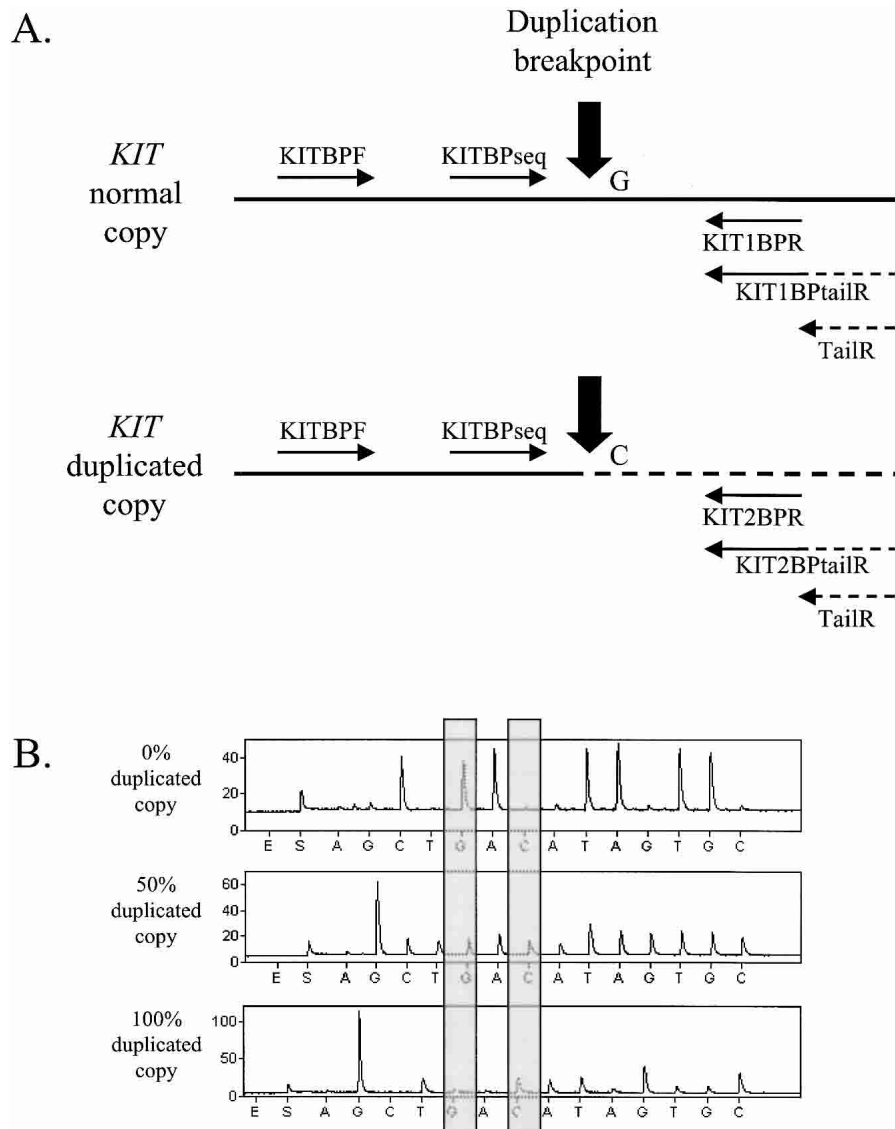 A.
Duplication
breakpoint
KIT
normal
copy
KITBPF
KITBPseq
G
KIT1BPR
KIT1BPtailR
TailR
KIT
duplicated
copy
KITBPF
KITBPseq
C
KIT2BPR
KIT2BPtailR
TailR
B.
0%
duplicated
copy
40
20
0
E S A G C T G A C A T A G T G C
50%
duplicated
copy
60
40
20
0
E S A G C T G A C A T A G T G C
100%
duplicated
copy
100
50
0
E S A G C T G A C A T A G T G C